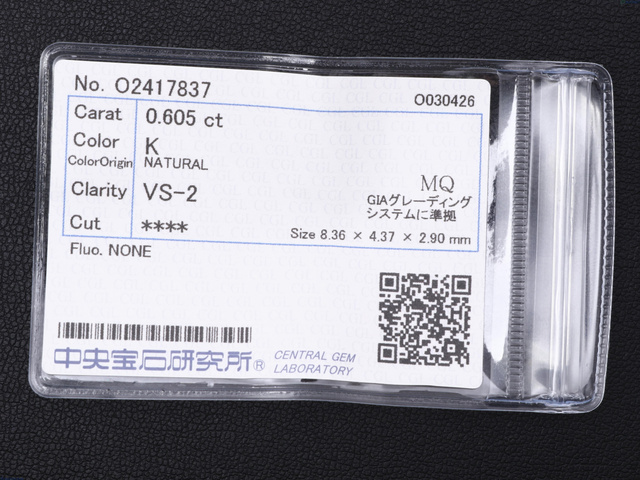 No. O2417837
O030426
Carat 0.605 ct
Color K
ColorOrigin NATURAL
Clarity VS-2
MQ
GIAグレーディング
システムに準拠
Cut ****
Size 8.36 × 4.37 × 2.90 mm
Fluo. NONE
中央宝石研究所®
CENTRAL GEM
LABORATORY